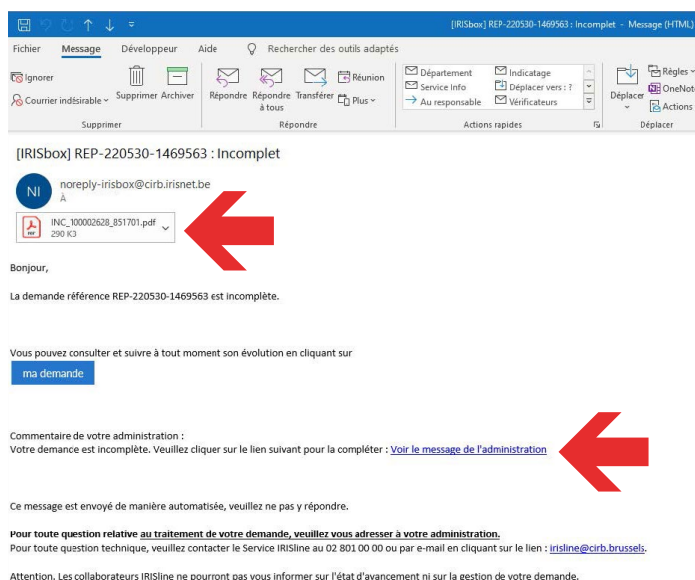 [IRISbox] REP-220530-1469563 : Incomplet - Message (HTML)
Fichier Message Développeur Aide Rechercher des outils adaptés
Ignorer
Courrier indésirable
Supprimer Archiver
Répondre Répondre à tous Transférer
Réunion
Plus
Département
Service Info
Au responsable
Indicatage
Déplacer vers : ?
Vérificateurs
Déplacer
Règles
OneNot
Actions
Supprimer Répondre Actions rapides Déplacer
[IRISbox] REP-220530-1469563 : Incomplet
NI
noreply-irisbox@cirb.irisnet.be
À
PDF
INC_100002628_851701.pdf
290 K3
Bonjour,
La demande référence REP-220530-1469563 est incomplète.
Vous pouvez consulter et suivre à tout moment son évolution en cliquant sur
ma demande
Commentaire de votre administration :
Votre demance est incomplète. Veuillez cliquer sur le lien suivant pour la compléter : Voir le message de l'administration
Ce message est envoyé de manière automatisée, veuillez ne pas y répondre.
Pour toute question relative au traitement de votre demande, veuillez vous adresser à votre administration.
Pour toute question technique, veuillez contacter le Service IRISline au 02 801 00 00 ou par e-mail en cliquant sur le lien : irisline@cirb.brussels.
Attention. Les collaborateurs IRISline ne pourront pas vous informer sur l'état d'avancement ni sur la gestion de votre demande.